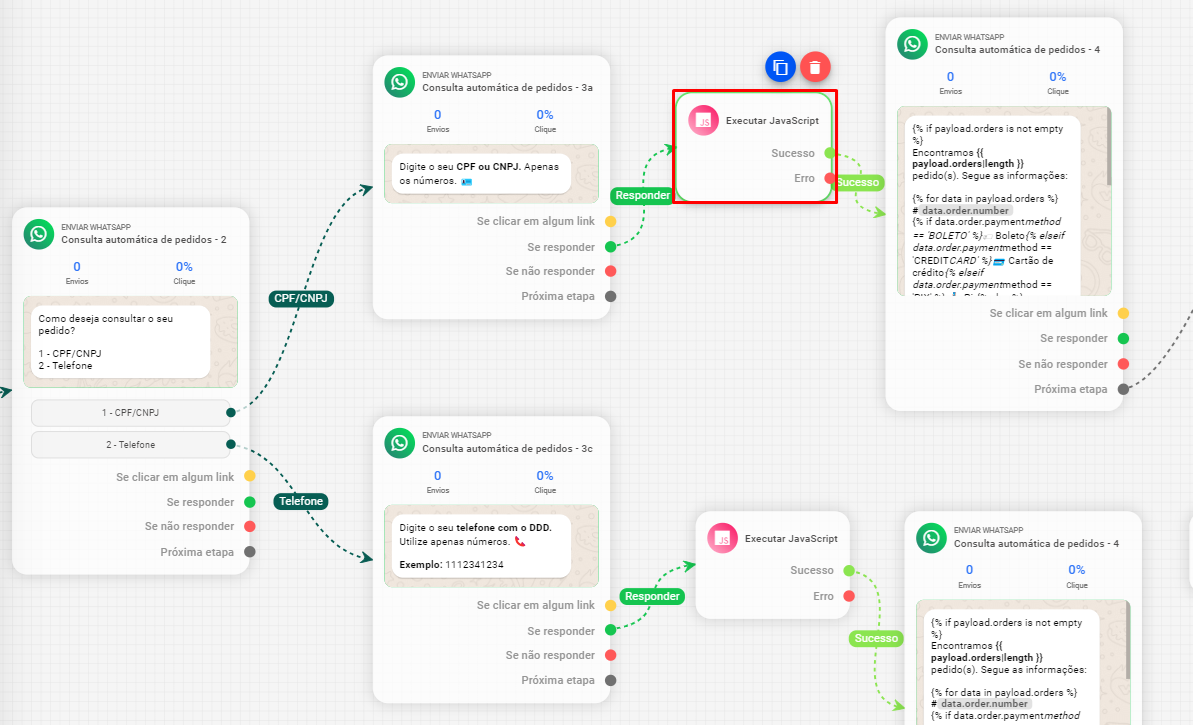 ENVIAR WHATSAPP
Consulta automática de pedidos - 2
0
Envios
0%
Clique
Como deseja consultar o seu
pedido?
1 - CPF/CNPJ
2 - Telefone
1 - CPF/CNPJ
2 - Telefone
Se clicar em algum link
Se responder
Se não responder
Próxima etapa
CPF/CNPJ
Telefone
ENVIAR WHATSAPP
Consulta automática de pedidos - 3a
0
Envios
0%
Clique
Digite o seu CPF ou CNPJ. Apenas
os números. 🪪
Se clicar em algum link
Se responder
Se não responder
Próxima etapa
Responder
JS
Executar JavaScript
Sucesso
Erro
Sucesso
ENVIAR WHATSAPP
Consulta automática de pedidos - 4
0
Envios
0%
Clique
{% if payload.orders is not empty
%}
Encontramos {{
payload.orders|length }}
pedido(s). Segue as informações:
{% for data in payload.orders %}
# data.order.number
{% if data.order.paymentmethod
== 'BOLETO' %} Boleto{% elseif
data.order.paymentmethod ==
'CREDITCARD' %}💳 Cartão de
crédito{% elseif
data.order.paymentmethod ==
Se clicar em algum link
Se responder
Se não responder
Próxima etapa
ENVIAR WHATSAPP
Consulta automática de pedidos - 3c
0
Envios
0%
Clique
Digite o seu telefone com o DDD.
Utilize apenas números. 📞
Exemplo: 1112341234
Se clicar em algum link
Se responder
Se não responder
Próxima etapa
Responder
JS
Executar JavaScript
Sucesso
Erro
Sucesso
ENVIAR WHATSAPP
Consulta automática de pedidos - 4
0
Envios
0%
Clique
{% if payload.orders is not empty
%}
Encontramos {{
payload.orders|length }}
pedido(s). Segue as informações:
{% for data in payload.orders %}
# data.order.number
{% if data.order.paymentmethod